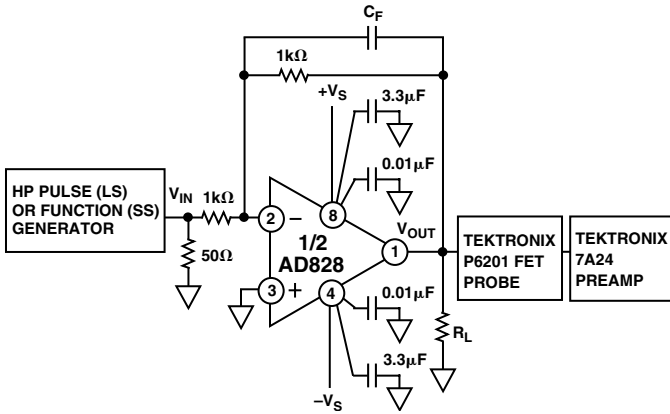 CF
1kΩ
+VS
3.3µF
HP PULSE (LS)
OR FUNCTION (SS)
GENERATOR
VIN
1kΩ
50Ω
0.01µF
2
–
8
1/2
AD828
VOUT
1
3
+
4
TEKTRONIX
P6201 FET
PROBE
TEKTRONIX
7A24
PREAMP
0.01µF
RL
3.3µF
–VS